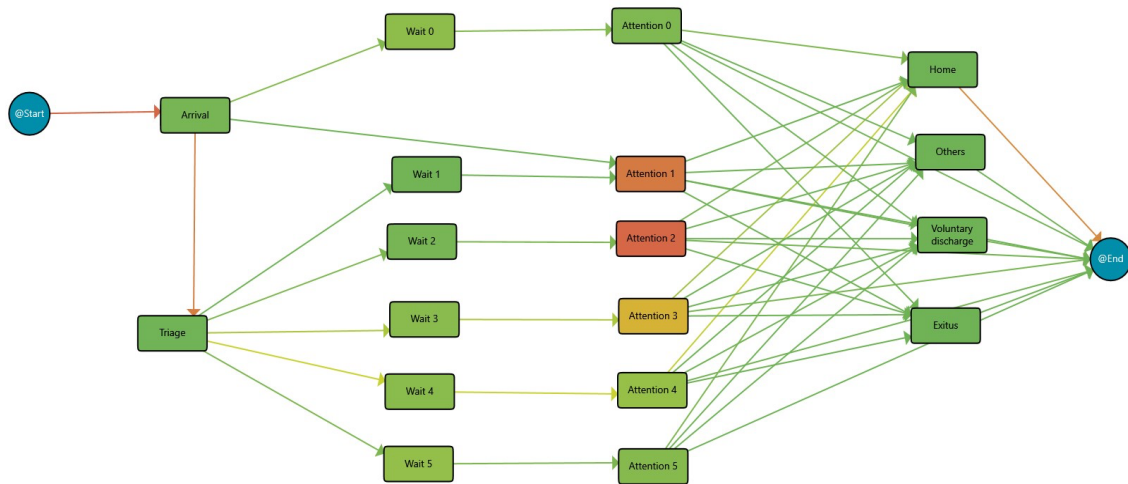 Wait 0
Attention 0
Home
@Start
Arrival
Others
Wait 1
Attention 1
Wait 2
Attention 2
Voluntary
discharge
@End
Wait 3
Attention 3
Triage
Exitus
Wait 4
Attention 4
Wait 5
Attention 5